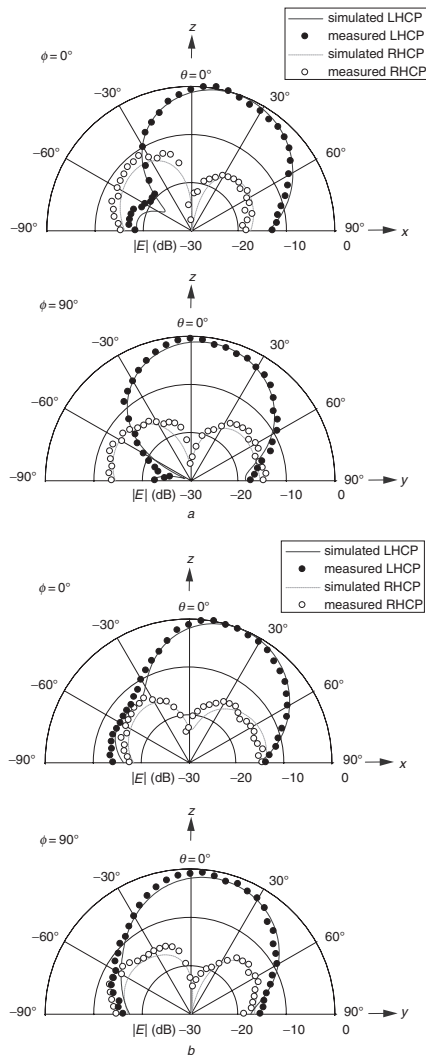 simulated LHCP
measured LHCP
simulated RHCP
measured RHCP
z
ϕ = 0°
θ = 0°
–30°
30°
–60°
60°
–90°
90°
x
|E| (dB) –30 –20 –10 0
z
ϕ = 90°
θ = 0°
–30°
30°
–60°
60°
–90°
90°
y
|E| (dB) –30 –20 –10 0
a
simulated LHCP
measured LHCP
simulated RHCP
measured RHCP
z
ϕ = 0°
θ = 0°
–30°
30°
–60°
60°
–90°
90°
x
|E| (dB) –30 –20 –10 0
z
ϕ = 90°
θ = 0°
–30°
30°
–60°
60°
–90°
90°
y
|E| (dB) –30 –20 –10 0
b